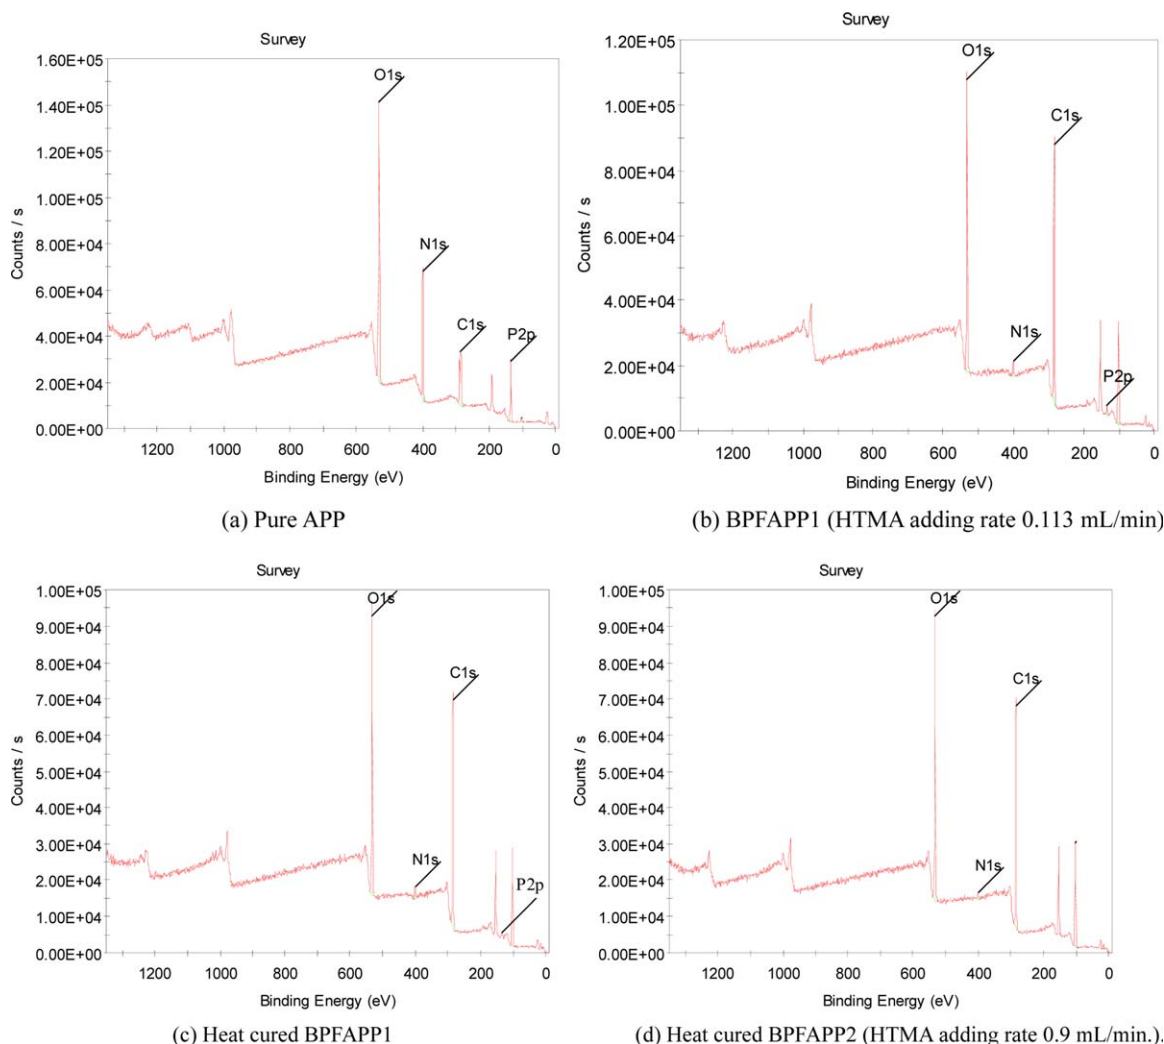 Survey
1.60E+05
1.40E+05
1.20E+05
1.00E+05
8.00E+04
6.00E+04
4.00E+04
2.00E+04
0.00E+00
Counts / s
O1s
N1s
C1s
P2p
1200 1000 800 600 400 200 0
Binding Energy (eV)
(a) Pure APP
Survey
1.20E+05
1.00E+05
8.00E+04
6.00E+04
4.00E+04
2.00E+04
0.00E+00
Counts / s
O1s
C1s
N1s
P2p
1200 1000 800 600 400 200 0
Binding Energy (eV)
(b) BPFAPP1 (HTMA adding rate 0.113 mL/min)
Survey
1.00E+05
9.00E+04
8.00E+04
7.00E+04
6.00E+04
5.00E+04
4.00E+04
3.00E+04
2.00E+04
1.00E+04
0.00E+00
Counts / s
O1s
C1s
N1s
P2p
1200 1000 800 600 400 200 0
Binding Energy (eV)
(c) Heat cured BPFAPP1
Survey
1.00E+05
9.00E+04
8.00E+04
7.00E+04
6.00E+04
5.00E+04
4.00E+04
3.00E+04
2.00E+04
1.00E+04
0.00E+00
Counts / s
O1s
C1s
N1s
1200 1000 800 600 400 200 0
Binding Energy (eV)
(d) Heat cured BPFAPP2 (HTMA adding rate 0.9 mL/min.).